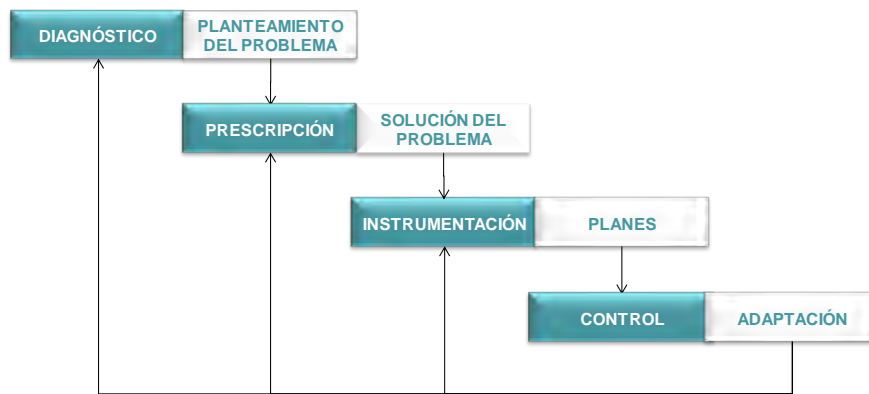 DIAGNÓSTICO
PLANTEAMIENTO
DEL PROBLEMA
PRESCRIPCIÓN
SOLUCIÓN DEL
PROBLEMA
INSTRUMENTACIÓN
PLANES
CONTROL
ADAPTACIÓN